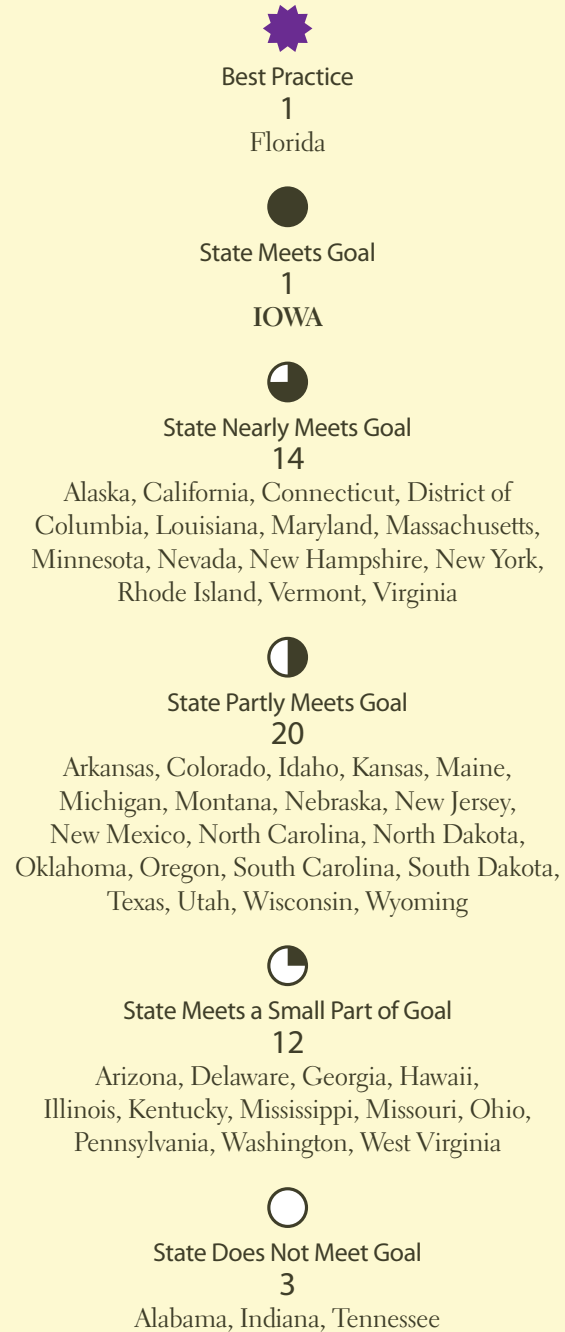 Best Practice
1
Florida
State Meets Goal
1
IOWA
State Nearly Meets Goal
14
Alaska, California, Connecticut, District of
Columbia, Louisiana, Maryland, Massachusetts,
Minnesota, Nevada, New Hampshire, New York,
Rhode Island, Vermont, Virginia
State Partly Meets Goal
20
Arkansas, Colorado, Idaho, Kansas, Maine,
Michigan, Montana, Nebraska, New Jersey,
New Mexico, North Carolina, North Dakota,
Oklahoma, Oregon, South Carolina, South Dakota,
Texas, Utah, Wisconsin, Wyoming
State Meets a Small Part of Goal
12
Arizona, Delaware, Georgia, Hawaii,
Illinois, Kentucky, Mississippi, Missouri, Ohio,
Pennsylvania, Washington, West Virginia
State Does Not Meet Goal
3
Alabama, Indiana, Tennessee